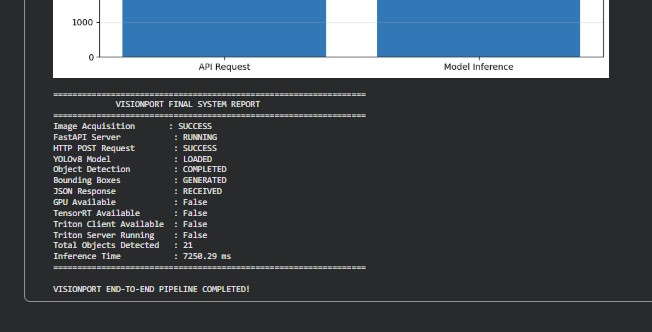 1000
0
API Request Model Inference
================================================================
VISIONPORT FINAL SYSTEM REPORT
================================================================
Image Acquisition : SUCCESS
FastAPI Server : RUNNING
HTTP POST Request : SUCCESS
YOLOv8 Model : LOADED
Object Detection : COMPLETED
Bounding Boxes : GENERATED
JSON Response : RECEIVED
GPU Available : False
TensorRT Available : False
Triton Client Available : False
Triton Server Running : False
Total Objects Detected : 21
Inference Time : 7250.29 ms
================================================================
VISIONPORT END-TO-END PIPELINE COMPLETED!